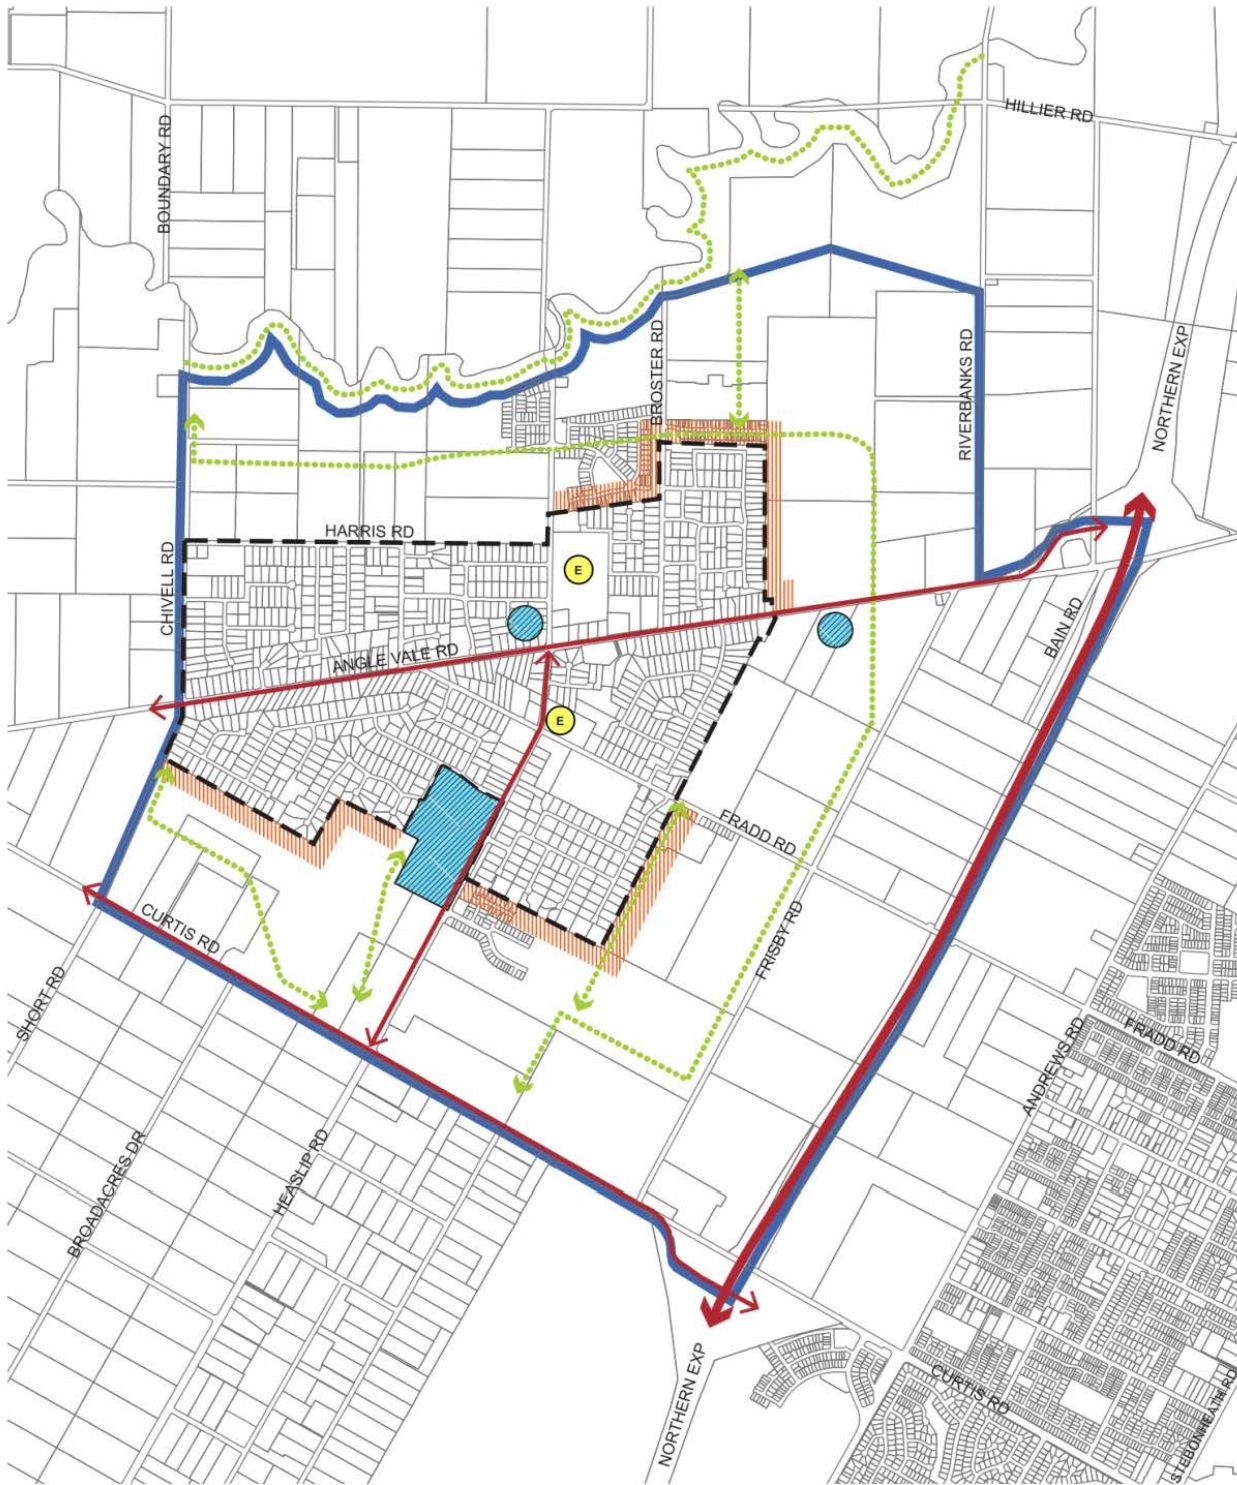 HILLIER RD
BOUNDARY RD
NORTHERN EXP
BROSTER RD
RIVERBANKS RD
HARRIS RD
CHIVELL RD
E
ANGLE VALE RD
BAIN RD
E
FRADD RD
CURTIS RD
FRISBY RD
SHORT RD
ANDREWS RD
FRADD RD
BROADACRES DR
HEASLIP RD
NORTHERN EXP
CURTIS RD
STEBONHEATH RD